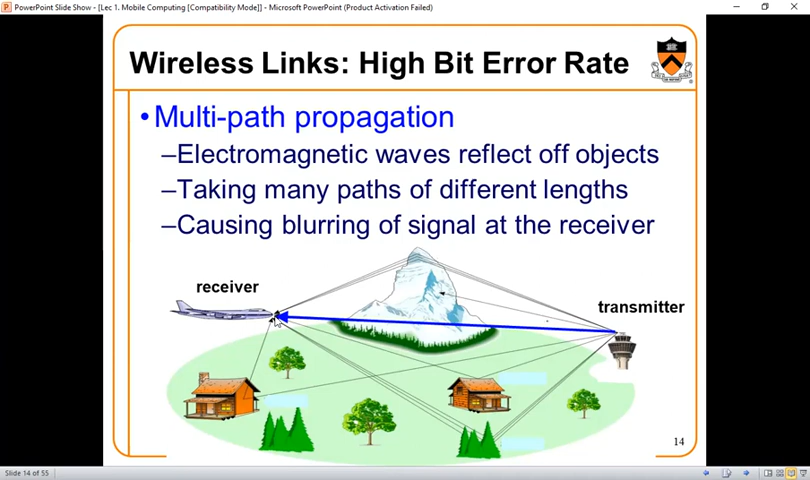 PowerPoint Slide Show - [Lec 1. Mobile Computing [Compatibility Mode]] - Microsoft PowerPoint (Product Activation Failed)
Wireless Links: High Bit Error Rate
•Multi-path propagation
–Electromagnetic waves reflect off objects
–Taking many paths of different lengths
–Causing blurring of signal at the receiver
receiver
transmitter
14
Slide 14 of 55